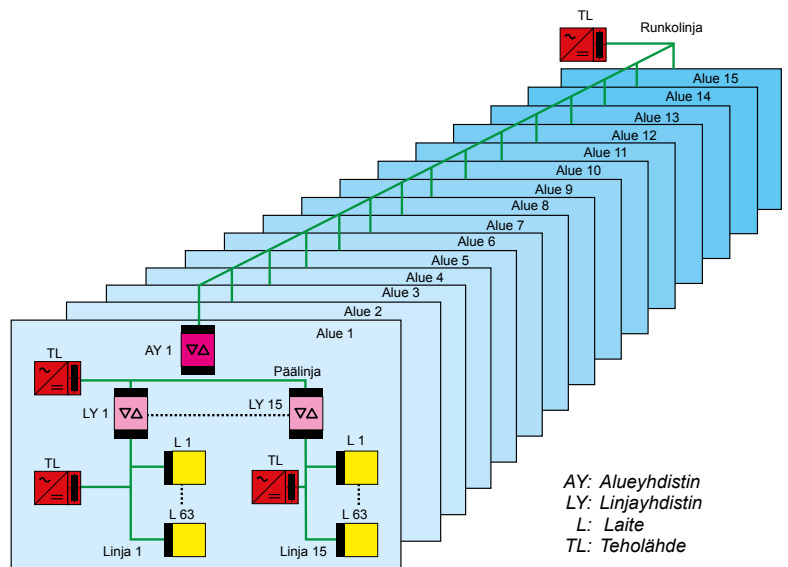 TL
Runkolinja
Alue 15
Alue 14
Alue 13
Alue 12
Alue 11
Alue 10
Alue 9
Alue 8
Alue 7
Alue 6
Alue 5
Alue 4
Alue 3
Alue 2
Alue 1
AY 1
TL
Päälinja
LY 1
LY 15
L 1
L 1
TL
TL
L 63
L 63
Linja 1
Linja 15
AY: Alueyhdistin
LY: Linjayhdistin
L: Laite
TL: Teholähde